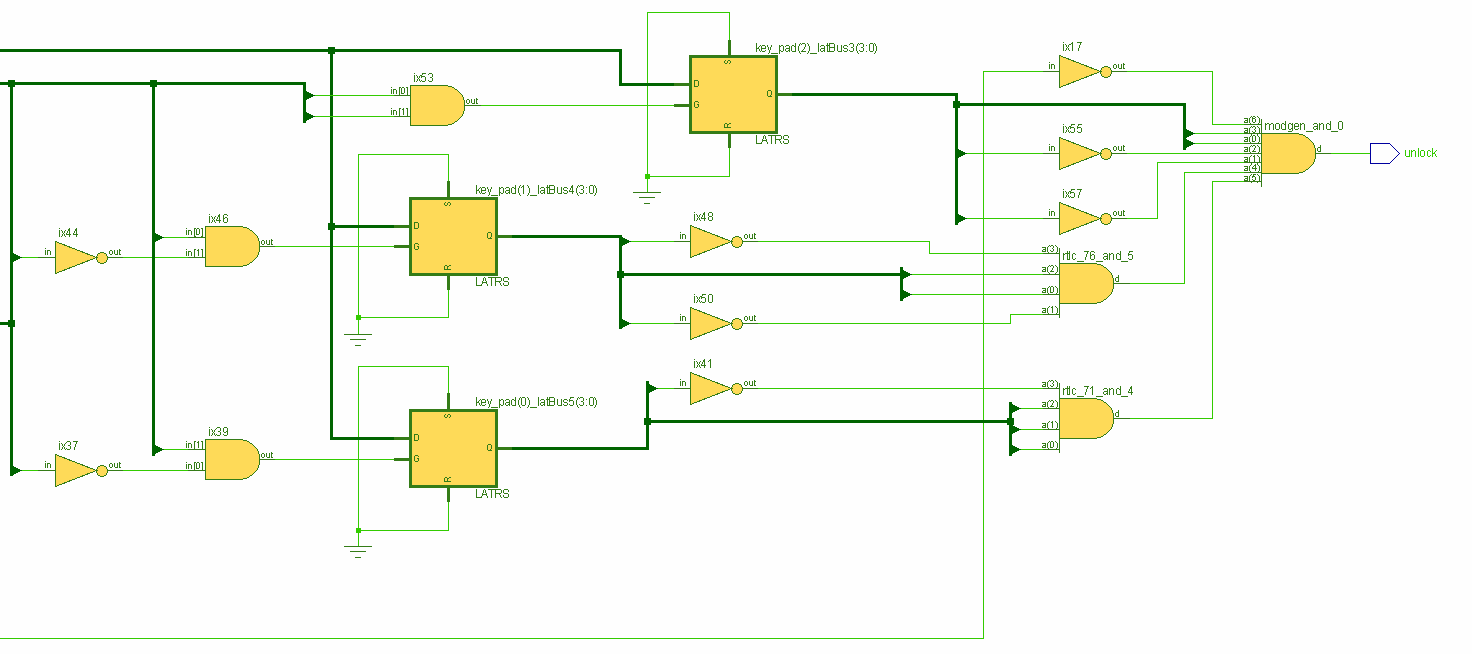 key_pad(2)_latBus3(3:0)
S
D
Q
G
R
LATRS
ix53
in[0]
in[1]
out
ix17
in
out
ix55
in
out
ix57
in
out
a(6)
a(3)
a(0)
a(2)
a(1)
a(4)
a(5)
modgen_and_0
d
unlock
key_pad(1)_latBus4(3:0)
S
D
Q
G
R
LATRS
ix44
in
out
ix46
in[0]
in[1]
out
ix48
in
out
ix50
in
out
a(3)
rtlc_76_and_5
a(2)
d
a(0)
a(1)
key_pad(0)_latBus5(3:0)
S
D
Q
G
R
LATRS
ix37
in
out
ix39
in[1]
in[0]
out
ix41
in
out
a(3)
rtlc_71_and_4
a(2)
d
a(1)
a(0)